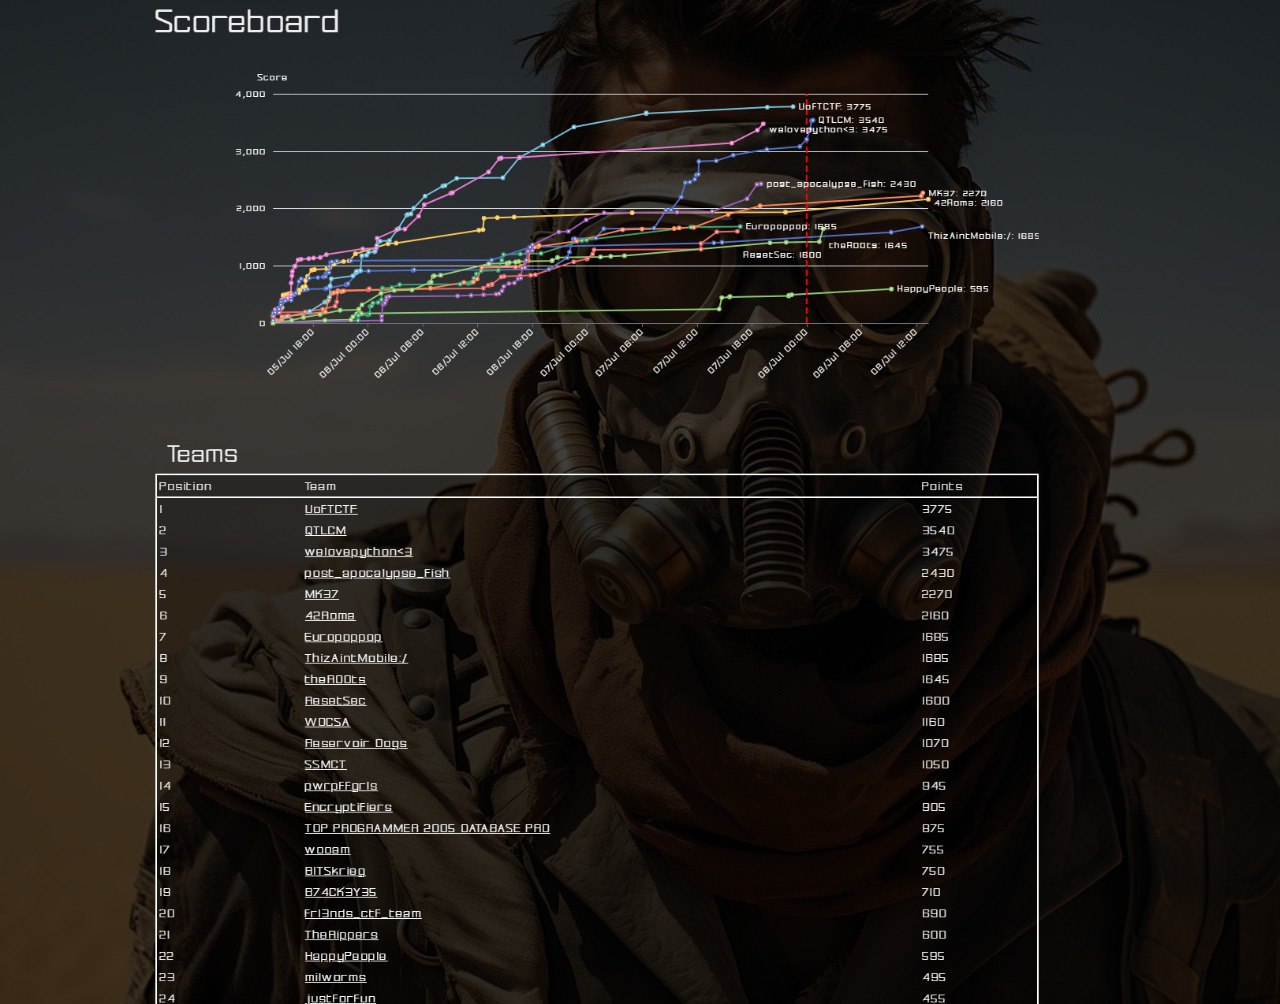 Scoreboard
Score
4,000
3,000
2,000
1,000
0
UoFTCTF: 3775
QTLCM: 3540
welovepython<3: 3475
post_apocalypse_Fish: 2430
MK37: 2270
42Roma: 2160
Europoppop: 1685
ThizAintMobile:/: 1685
theR00ts: 1645
ResetSec: 1600
HappyPeople: 595
05/Jul 18:00
06/Jul 00:00
06/Jul 06:00
06/Jul 12:00
06/Jul 18:00
07/Jul 00:00
07/Jul 06:00
07/Jul 12:00
07/Jul 18:00
08/Jul 00:00
08/Jul 06:00
08/Jul 12:00
Teams
Position Team Points
1 UoFTCTF 3775
2 QTLCM 3540
3 welovepython<3 3475
4 post_apocalypse_Fish 2430
5 MK37 2270
6 42Roma 2160
7 Europoppop 1685
8 ThizAintMobile:/ 1685
9 theR00ts 1645
10 ResetSec 1600
11 WOCSA 1160
12 Reservoir Dogs 1070
13 SSMCT 1050
14 pwrpFFgrls 945
15 EncryptiFiers 905
16 TOP PROGRAMMER 2005 DATABASE PRO 875
17 wooam 755
18 BITSkrieg 750
19 B74CK3Y35 710
20 Fri3nds_ctF_team 690
21 TheRippers 600
22 HappyPeople 595
23 milworms 495
24 justForFun 455